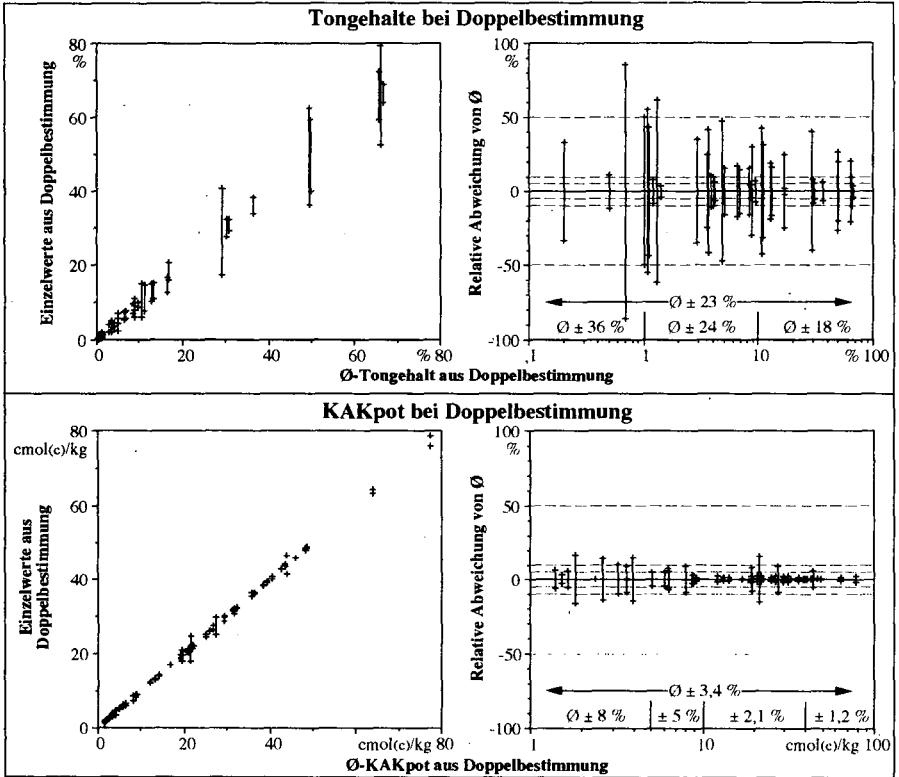 Tongehalte bei Doppelbestimmung
Einzelwerte aus Doppelbestimmung
80
%
60
40
20
0
0 20 40 60 % 80
Relative Abweichung von Ø
100
%
50
0
-50
-100
Ø ± 23 %
Ø ± 36 % Ø ± 24 % Ø ± 18 %
.1 1 10 % 100
Ø-Tongehalt aus Doppelbestimmung
KAKpot bei Doppelbestimmung
Einzelwerte aus
Doppelbestimmung
80
cmol(c)/kg
60
40
20
0
0 20 40 cmol(c)/kg 80
Relative Abweichung von Ø
100
%
50
0
-50
-100
Ø ± 3,4 %
Ø ± 8 % ± 5 % ± 2,1 % ± 1,2 %
1 10 cmol(c)/kg 100
Ø-KAKpot aus Doppelbestimmung